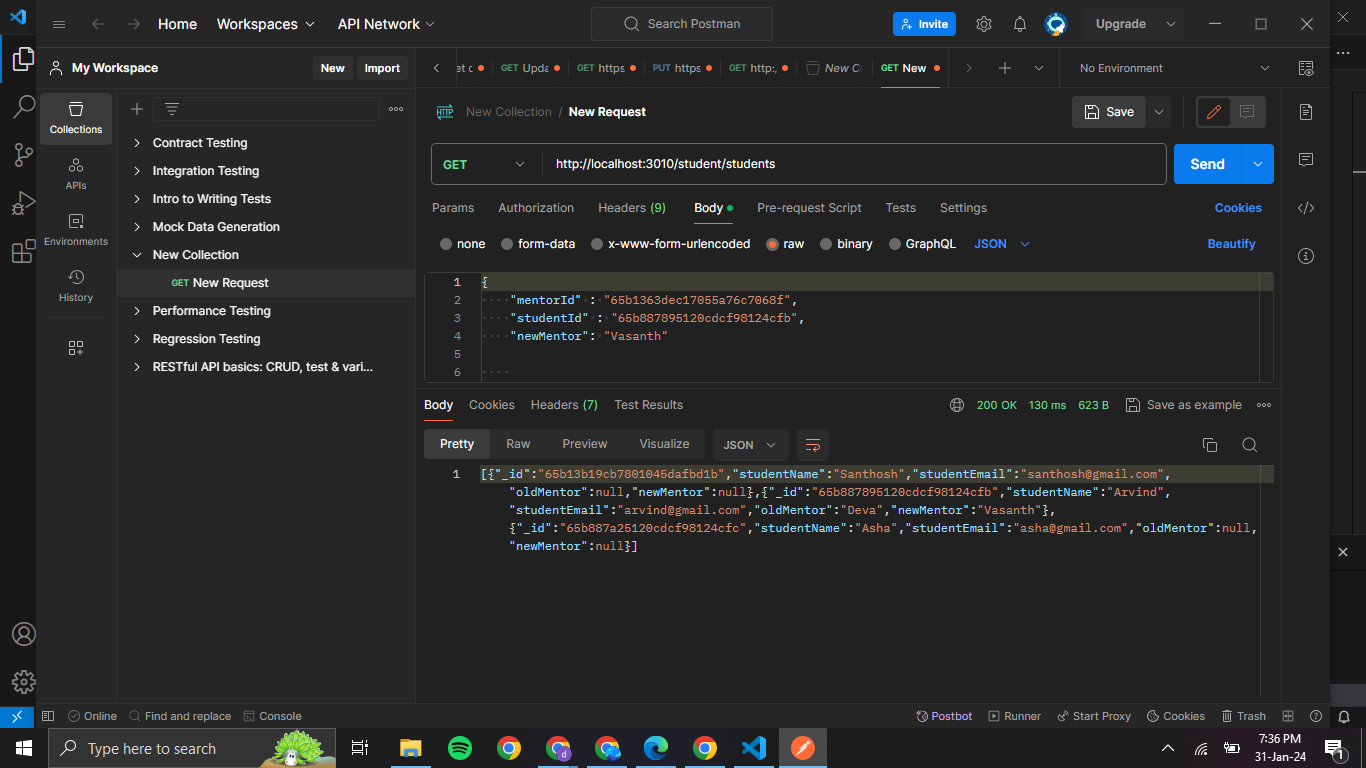 Home Workspaces API Network Search Postman Invite Upgrade
My Workspace New Import
GET Upda GET https PUT https GET http:, New C GET New No Environment
New Collection / New Request Save
GET http://localhost:3010/student/students Send
Params Authorization Headers (9) Body Pre-request Script Tests Settings Cookies
none form-data x-www-form-urlencoded raw binary GraphQL JSON Beautify
Collections
APIs
Environments
History
Contract Testing
Integration Testing
Intro to Writing Tests
Mock Data Generation
New Collection
GET New Request
Performance Testing
Regression Testing
RESTful API basics: CRUD, test & vari...
1 {
2 "mentorId" : "65b1363dec17055a76c7068f",
3 "studentId" : "65b887895120cdcf98124cfb",
4 "newMentor": "Vasanth"
5
6
Body Cookies Headers (7) Test Results 200 OK 130 ms 623 B Save as example
Pretty Raw Preview Visualize JSON
1 [{"_id":"65b13b19cb7801045dafbd1b","studentName":"Santhosh","studentEmail":"santhosh@gmail.com",
"oldMentor":null,"newMentor":null},{"_id":"65b887895120cdcf98124cfb","studentName":"Arvind",
"studentEmail":"arvind@gmail.com","oldMentor":"Deva","newMentor":"Vasanth"},
{"_id":"65b887a25120cdcf98124cfc","studentName":"Asha","studentEmail":"asha@gmail.com","oldMentor":null,
"newMentor":null}]
Online Find and replace Console Postbot Runner Start Proxy Cookies Trash
Type here to search
7:36 PM
31-Jan-24
1